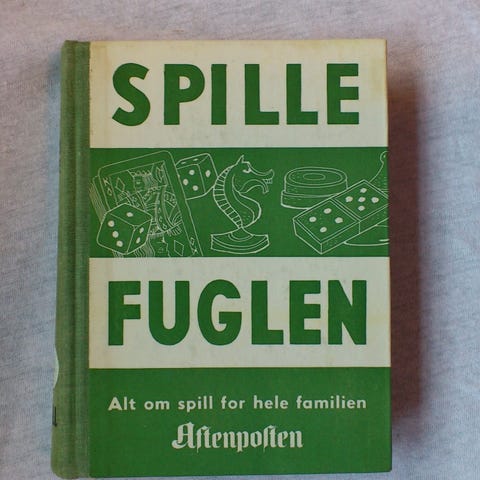 SPILLE
FUGLEN
Alt om spill for hele familien
Aftenposten